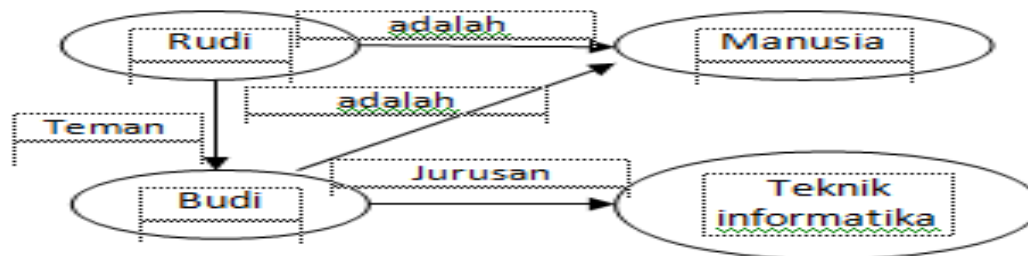 Rudi
adalah
Manusia
adalah
Teman
Jurusan
Budi
Teknik
informatika